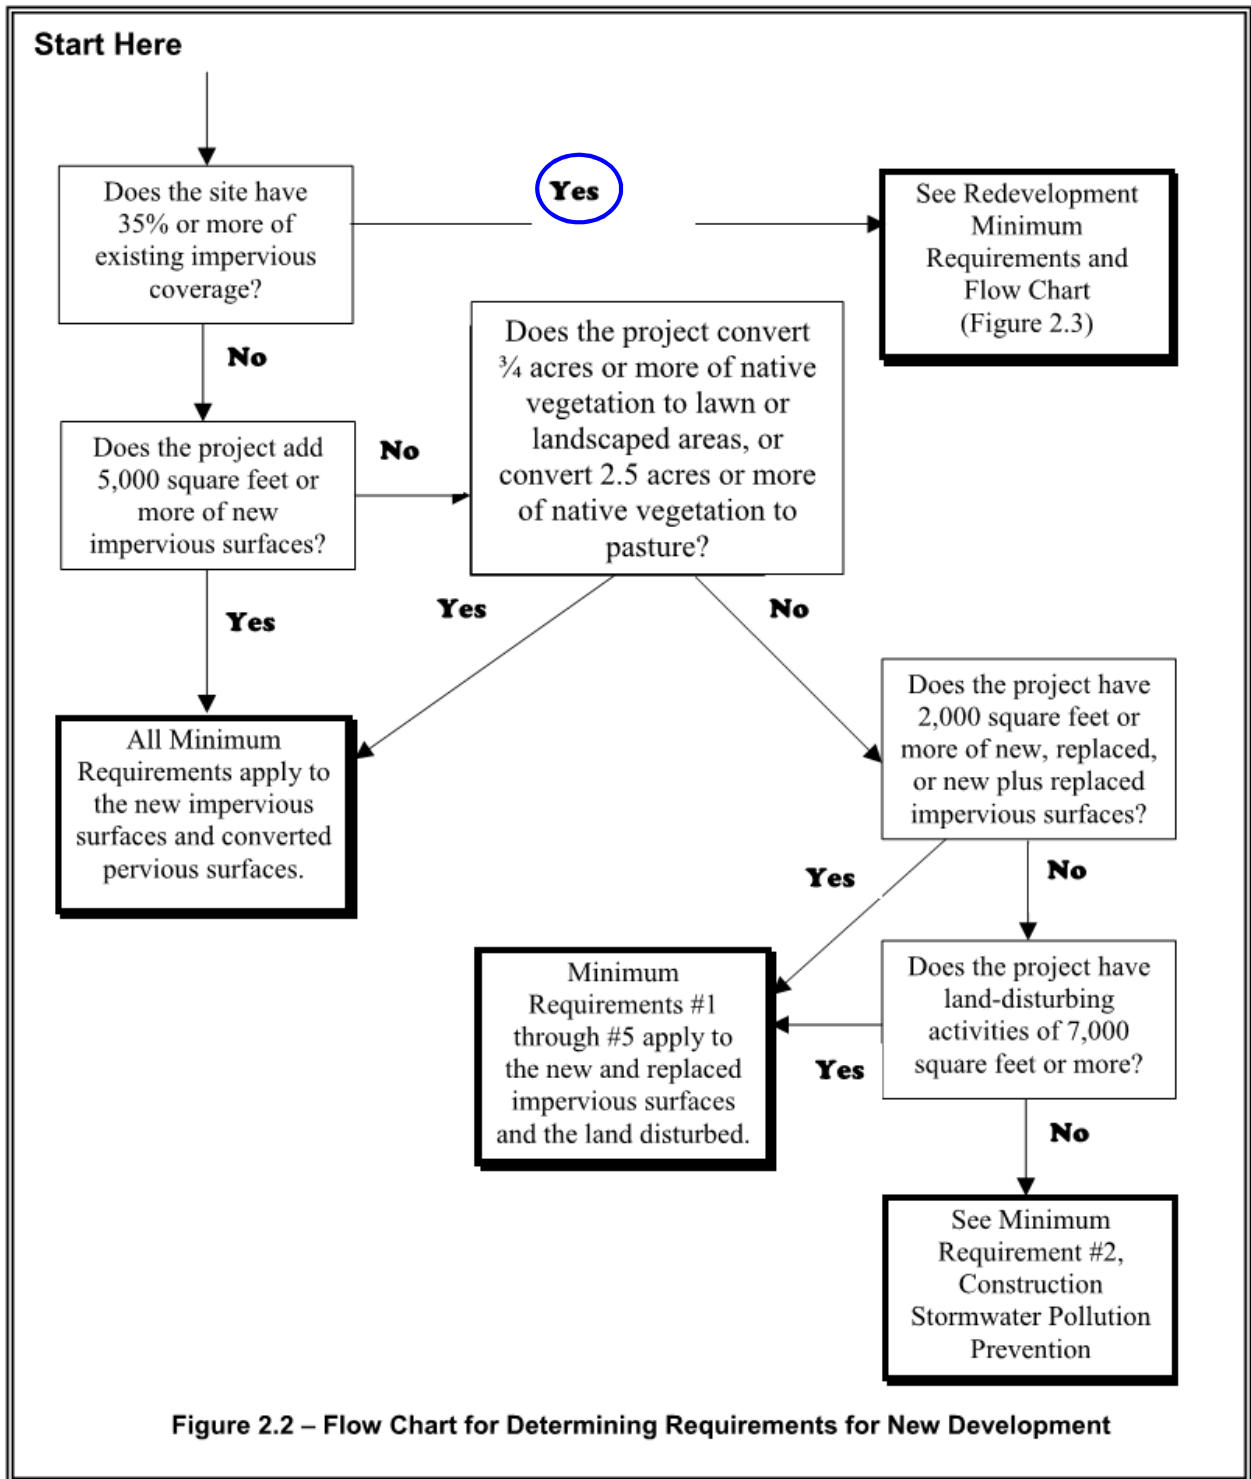 Start Here
Does the site have
35% or more of
existing impervious
coverage?
Yes
See Redevelopment
Minimum
Requirements and
Flow Chart
(Figure 2.3)
No
Does the project add
5,000 square feet or
more of new
impervious surfaces?
No
Does the project convert
¾ acres or more of native
vegetation to lawn or
landscaped areas, or
convert 2.5 acres or more
of native vegetation to
pasture?
Yes
Yes
No
All Minimum
Requirements apply to
the new impervious
surfaces and converted
pervious surfaces.
Does the project have
2,000 square feet or
more of new, replaced,
or new plus replaced
impervious surfaces?
Yes
No
Minimum
Requirements #1
through #5 apply to
the new and replaced
impervious surfaces
and the land disturbed.
Does the project have
land-disturbing
activities of 7,000
square feet or more?
Yes
No
See Minimum
Requirement #2,
Construction
Stormwater Pollution
Prevention
Figure 2.2 – Flow Chart for Determining Requirements for New Development